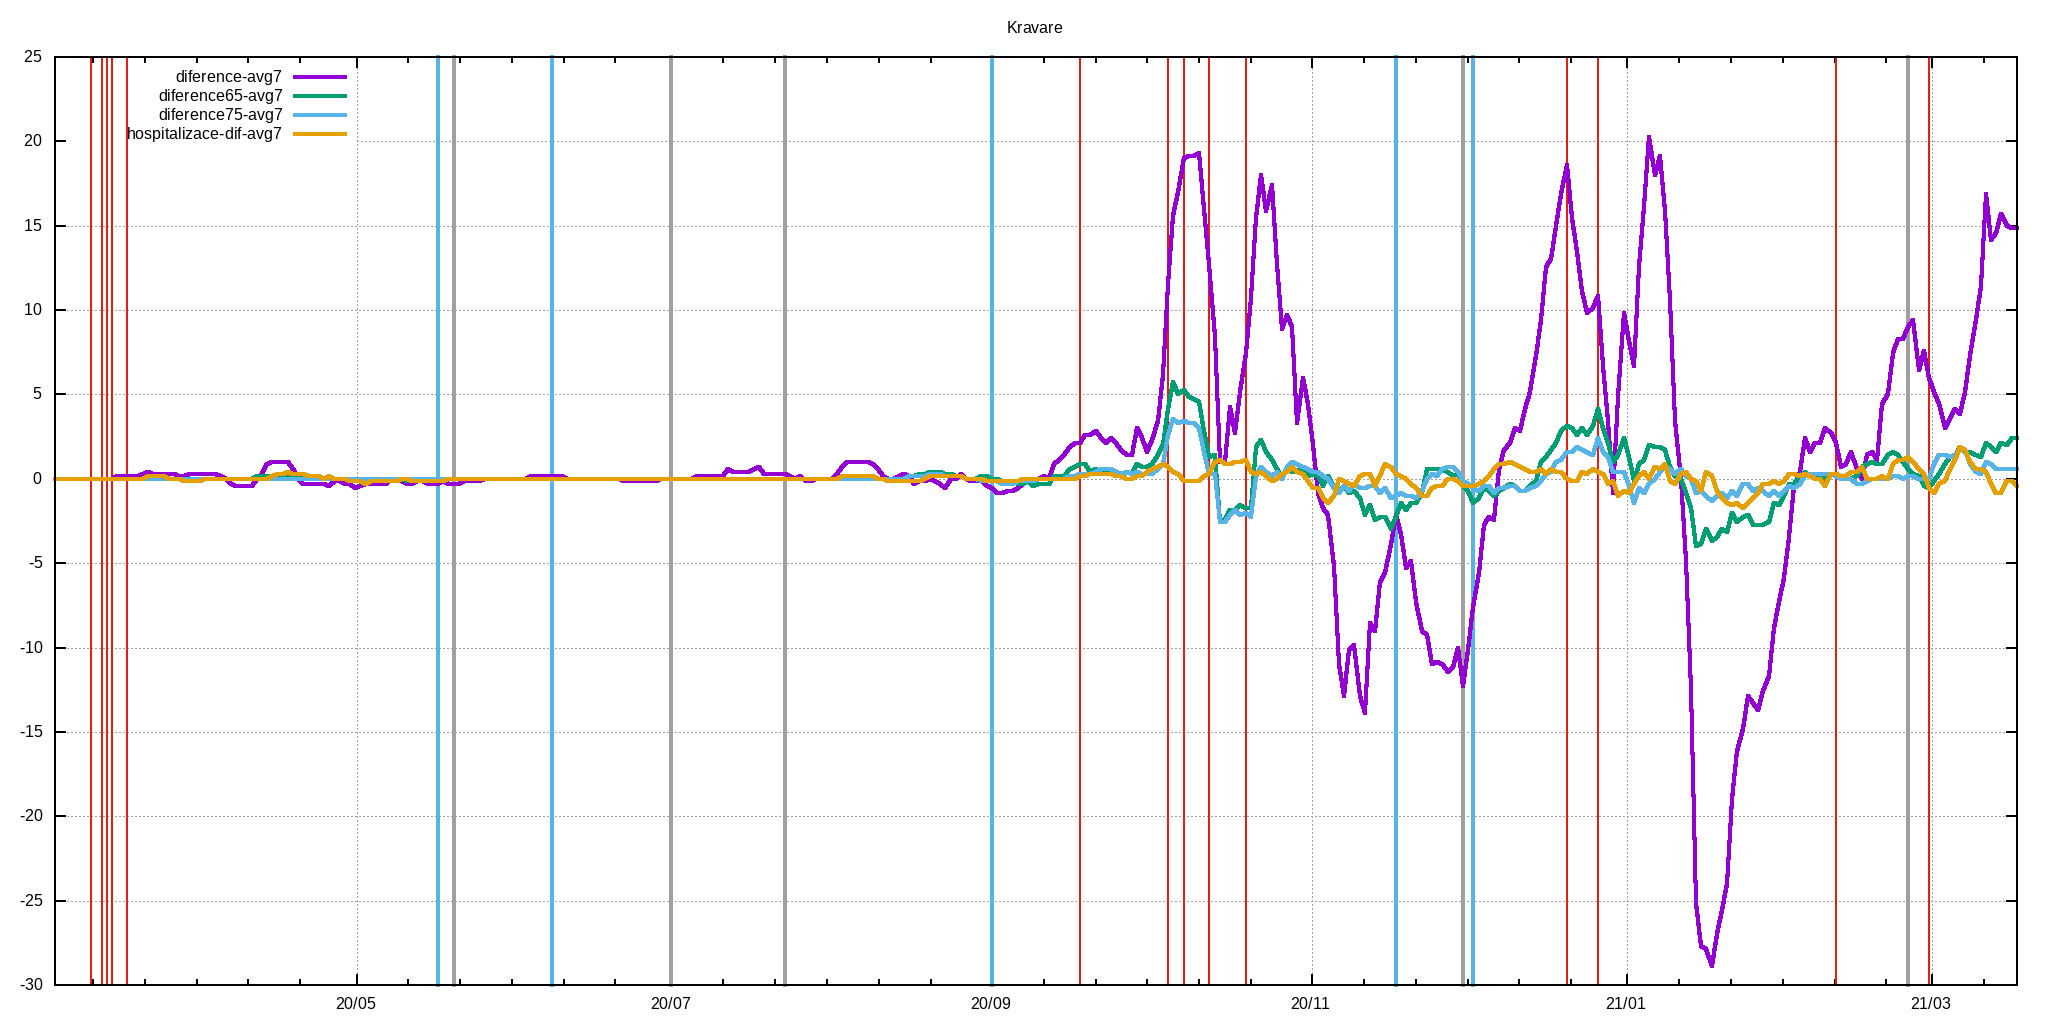 Kravare
25
diference-avg7
diference65-avg7
diference75-avg7
hospitalizace-dif-avg7
20
15
10
5
0
-5
-10
-15
-20
-25
-30
20/05 20/07 20/09 20/11 21/01 21/03